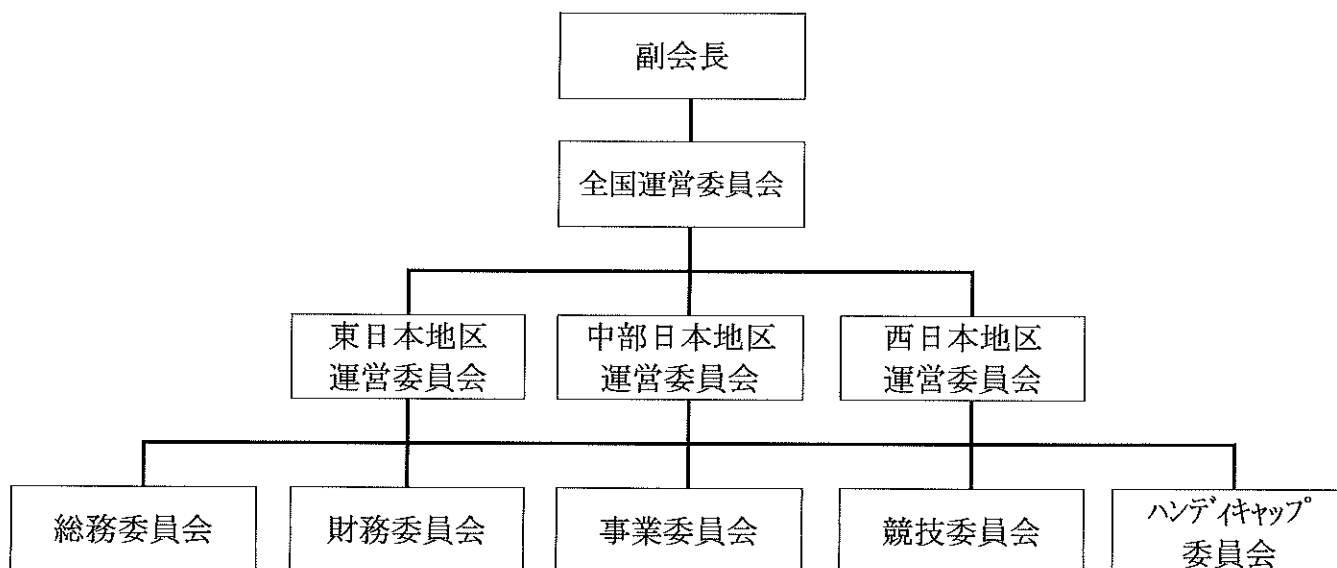 副会長
全国運営委員会
東日本地区
運営委員会
中部日本地区
運営委員会
西日本地区
運営委員会
総務委員会
財務委員会
事業委員会
競技委員会
ハンディキャップ
委員会